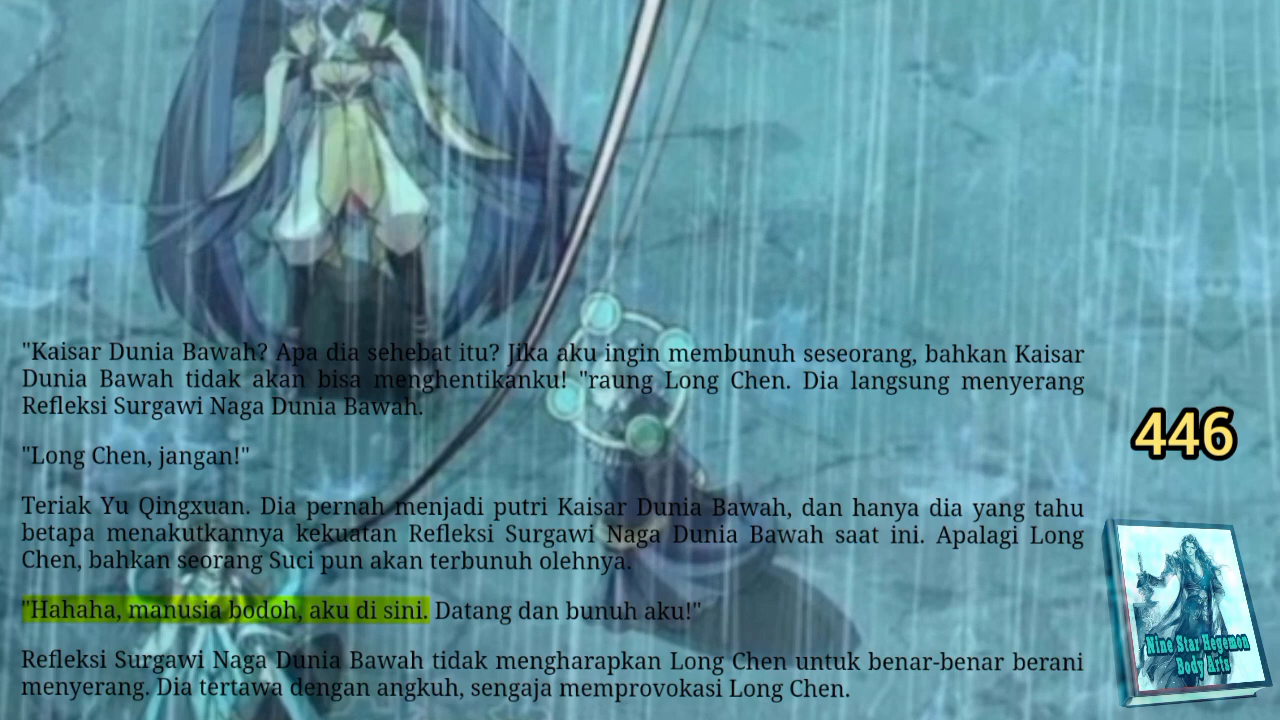 "Kaisar Dunia Bawah? Apa dia sehebat itu? Jika aku ingin membunuh seseorang, bahkan Kaisar
Dunia Bawah tidak akan bisa menghentikanku! "raung Long Chen. Dia langsung menyerang
Refleksi Surgawi Naga Dunia Bawah.
"Long Chen, jangan!"
Teriak Yu Qingxuan. Dia pernah menjadi putri Kaisar Dunia Bawah, dan hanya dia yang tahu
betapa menakutkannya kekuatan Refleksi Surgawi Naga Dunia Bawah saat ini. Apalagi Long
Chen, bahkan seorang Suci pun akan terbunuh olehnya.
"Hahaha, manusia bodoh, aku di sini. Datang dan bunuh aku!"
Refleksi Surgawi Naga Dunia Bawah tidak mengharapkan Long Chen untuk benar-benar berani
menyerang. Dia tertawa dengan angkuh, sengaja memprovokasi Long Chen.
446
Nine Star Hegemon
Body Arts